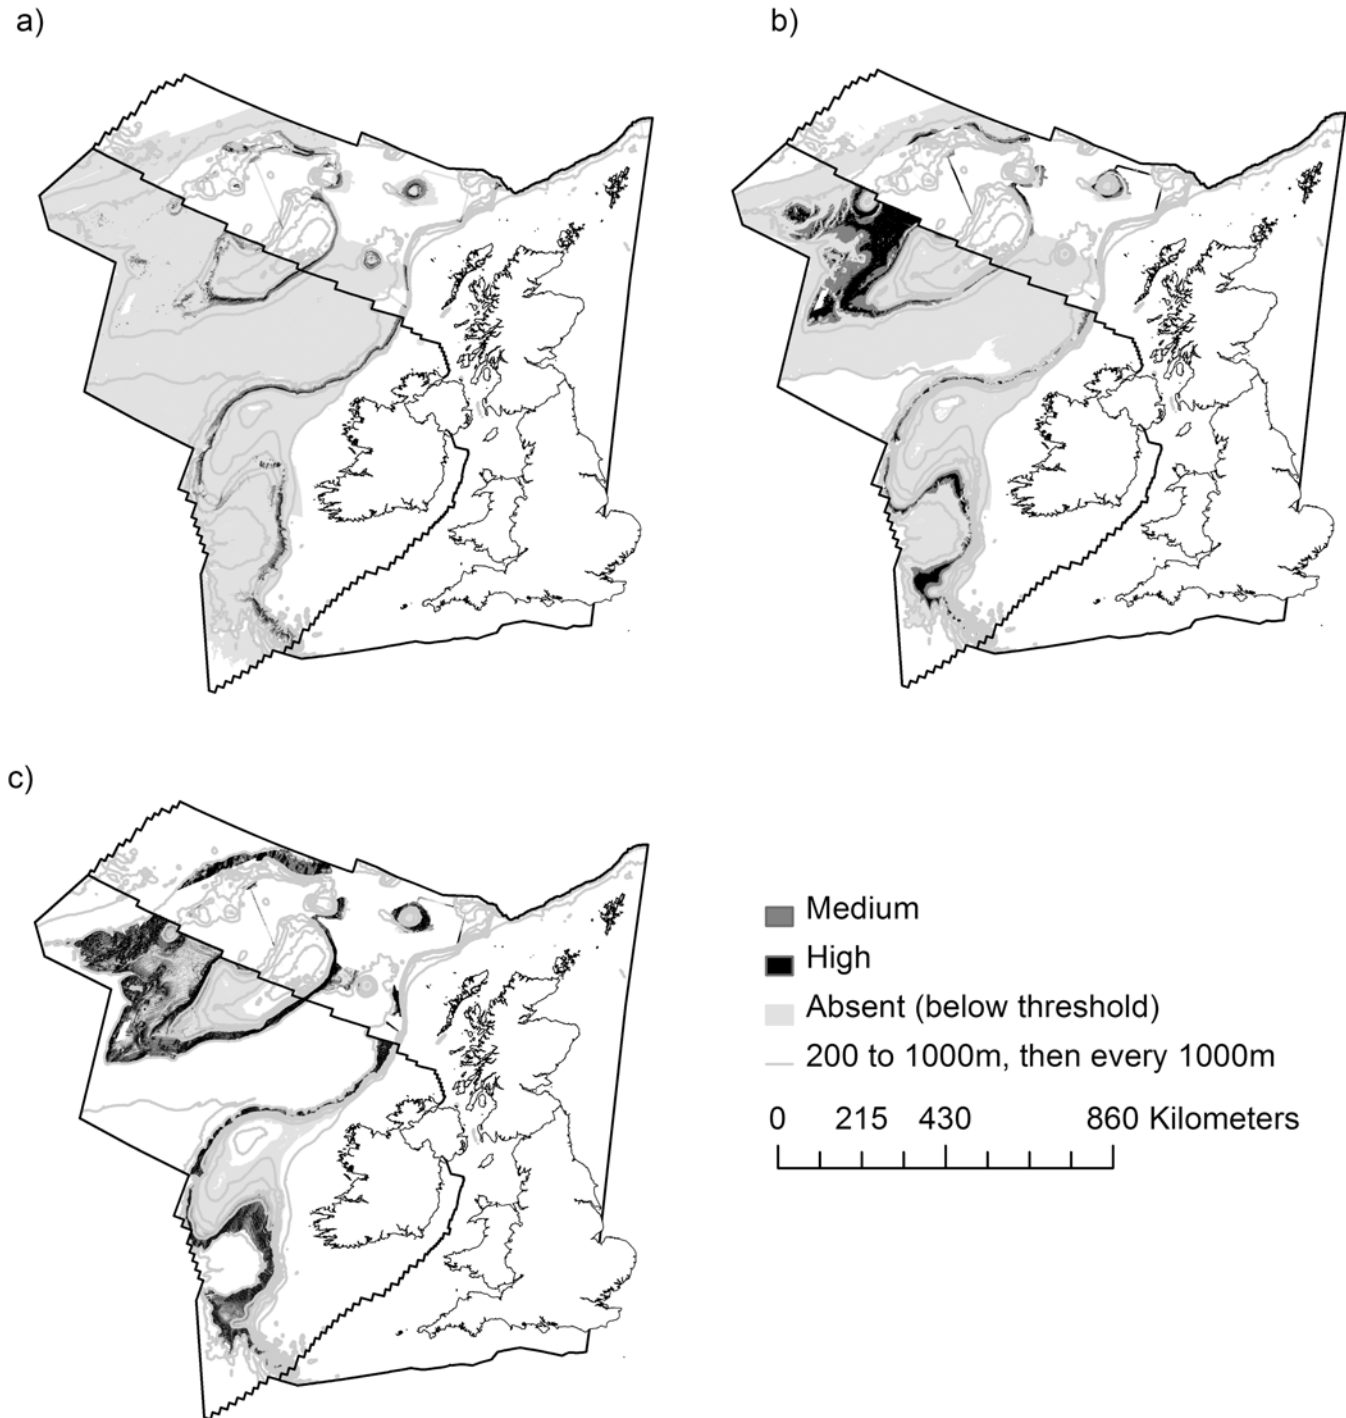 a)
b)
c)
Medium
High
Absent (below threshold)
200 to 1000m, then every 1000m
0 215 430 860 Kilometers